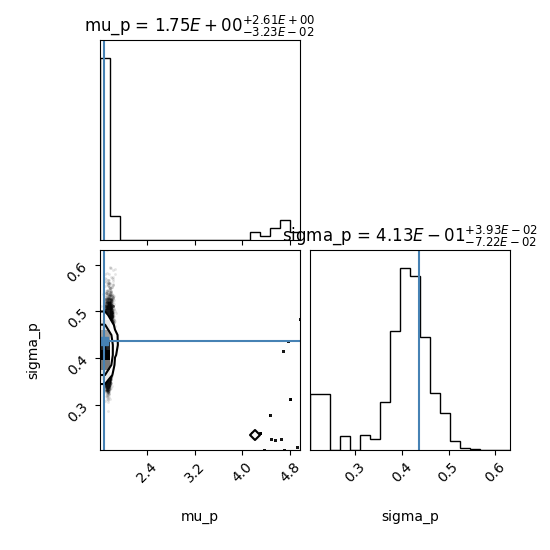 mu_p = 1.75E + 00+2.61E+00
−3.23E−02
sigma_p = 4.13E − 01+3.93E−02
−7.22E−02
0.6
0.5
0.4
0.3
sigma_p
2.4 3.2 4.0 4.8
0.3 0.4 0.5 0.6
mu_p
sigma_p